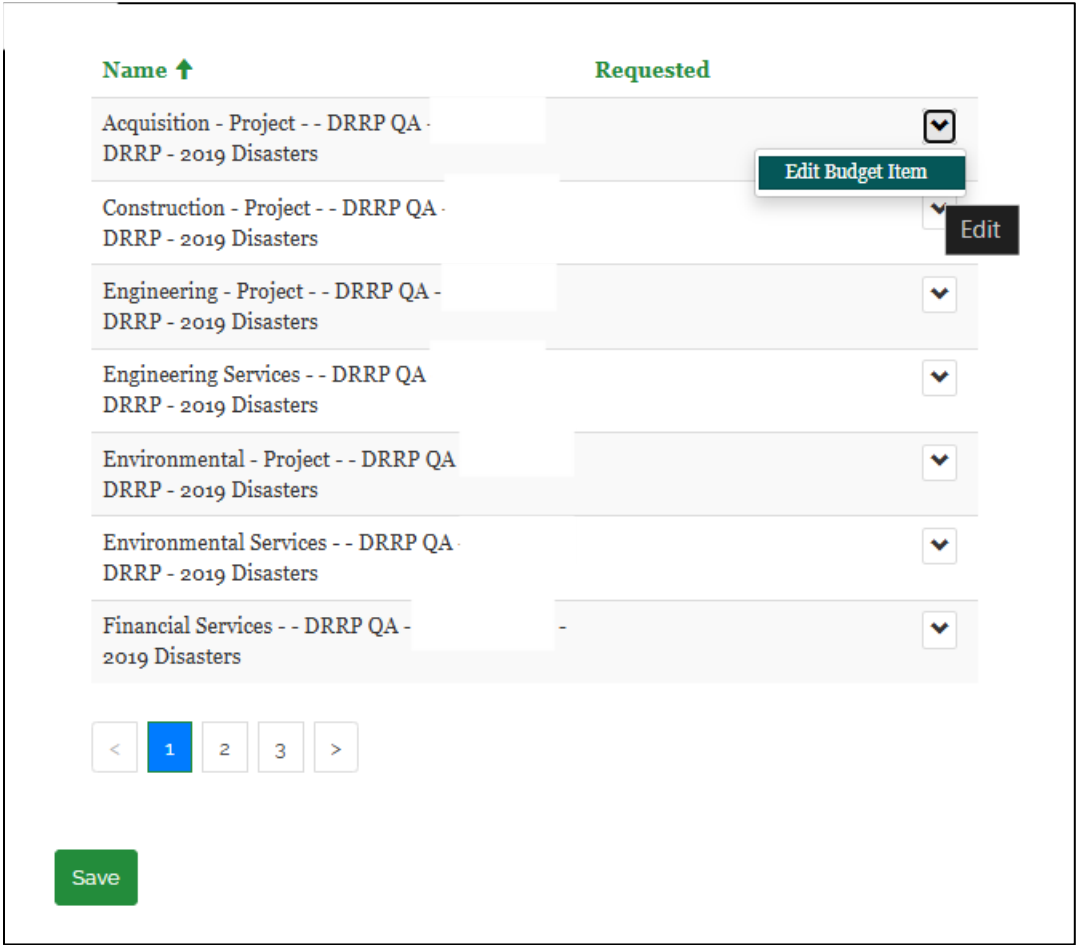 Name ↑ Requested
Acquisition - Project - - DRRP QA -
DRRP - 2019 Disasters
Edit Budget Item
Construction - Project - - DRRP QA -
DRRP - 2019 Disasters
Edit
Engineering - Project - - DRRP QA -
DRRP - 2019 Disasters
Engineering Services - - DRRP QA
DRRP - 2019 Disasters
Environmental - Project - - DRRP QA
DRRP - 2019 Disasters
Environmental Services - - DRRP QA -
DRRP - 2019 Disasters
Financial Services - - DRRP QA - -
2019 Disasters
< 1 2 3 >
Save